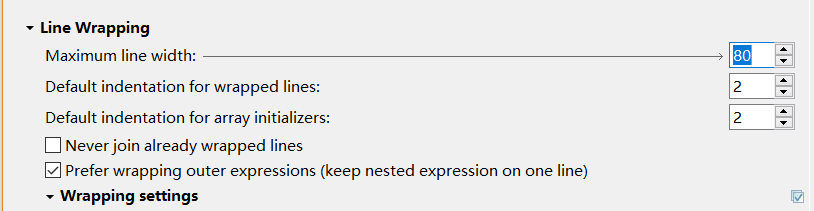 Line Wrapping
Maximum line width: 80
Default indentation for wrapped lines: 2
Default indentation for array initializers: 2
Never join already wrapped lines
Prefer wrapping outer expressions (keep nested expression on one line)
Wrapping settings